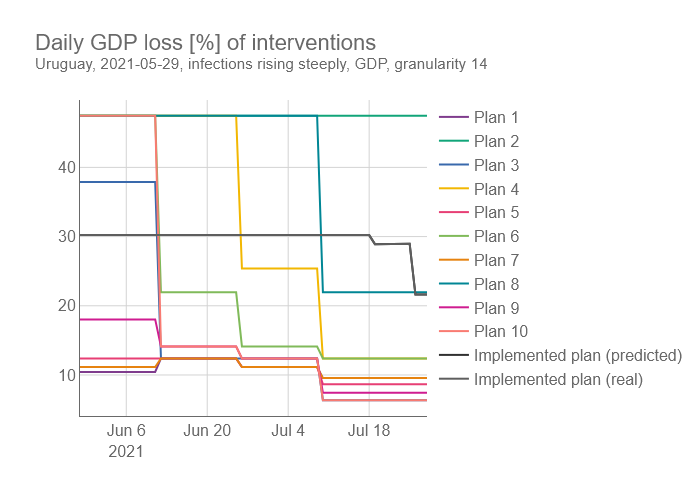 Daily GDP loss [%] of interventions
Uruguay, 2021-05-29, infections rising steeply, GDP, granularity 14
40
30
20
10
Jun 6
2021
Jun 20
Jul 4
Jul 18
Plan 1
Plan 2
Plan 3
Plan 4
Plan 5
Plan 6
Plan 7
Plan 8
Plan 9
Plan 10
Implemented plan (predicted)
Implemented plan (real)